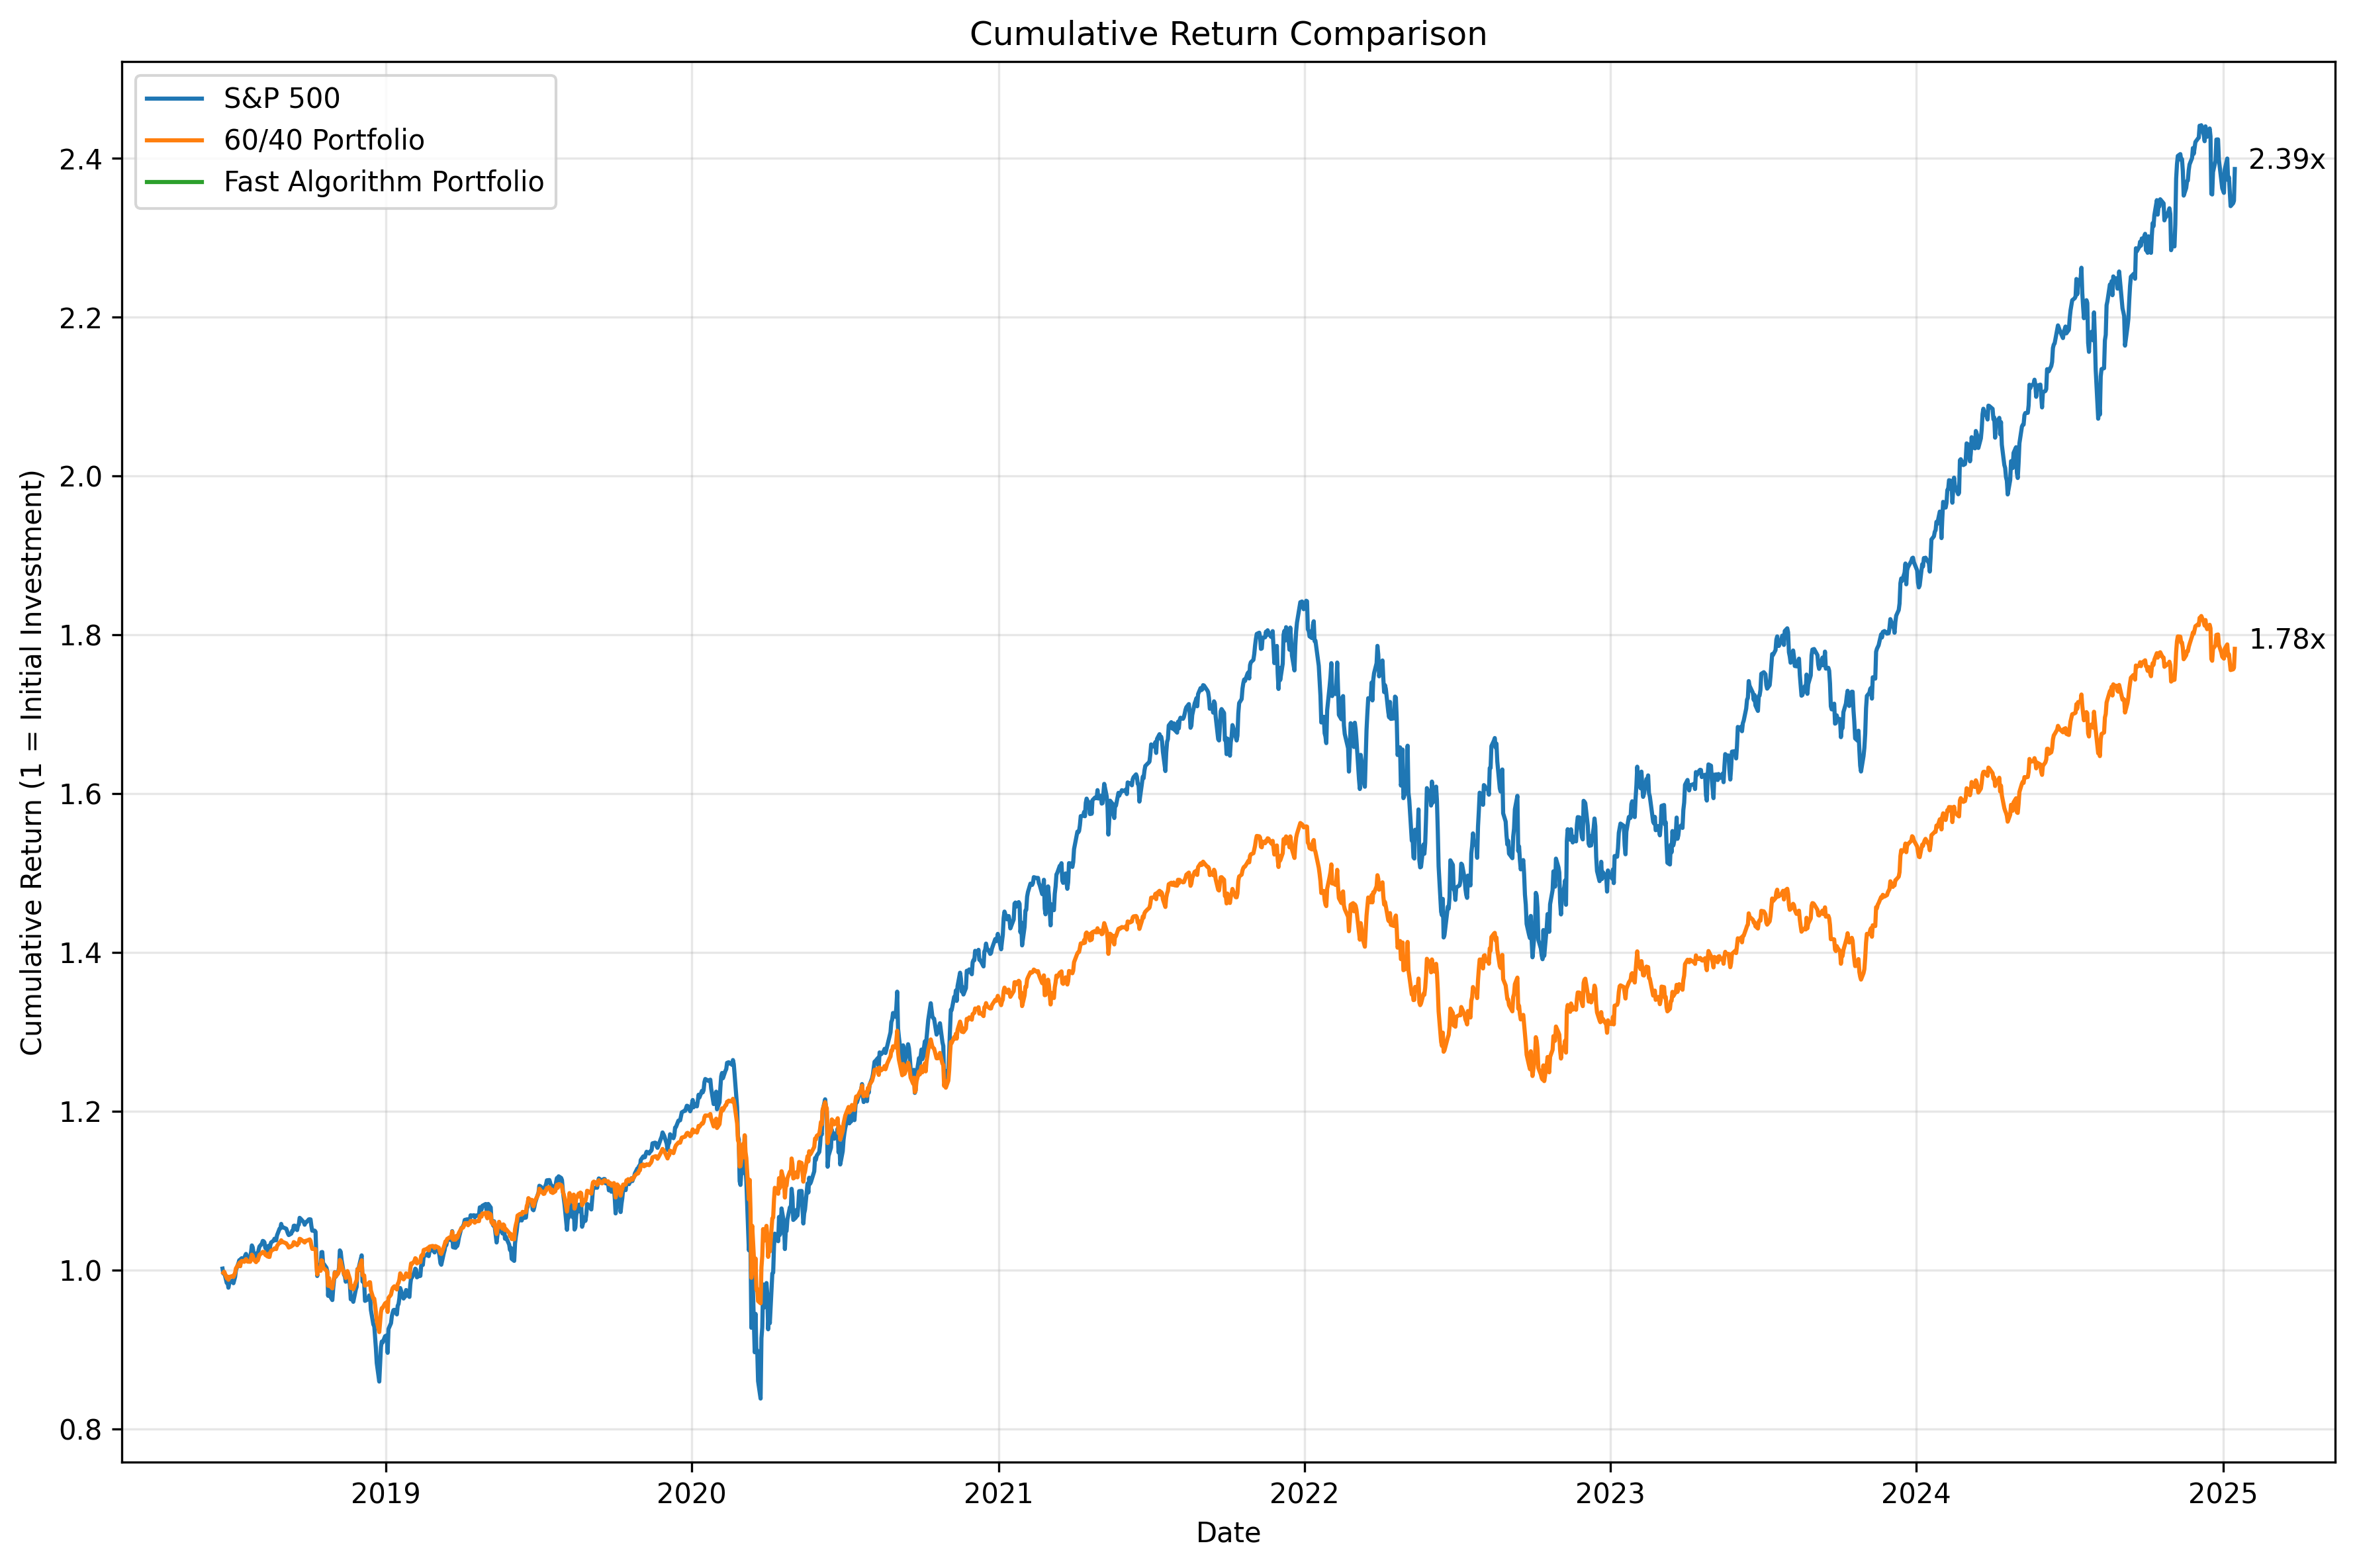 Cumulative Return Comparison
S&P 500
60/40 Portfolio
Fast Algorithm Portfolio
2.4
2.2
2.0
1.8
1.6
1.4
1.2
1.0
0.8
Cumulative Return (1 = Initial Investment)
2.39x
1.78x
2019 2020 2021 2022 2023 2024 2025
Date